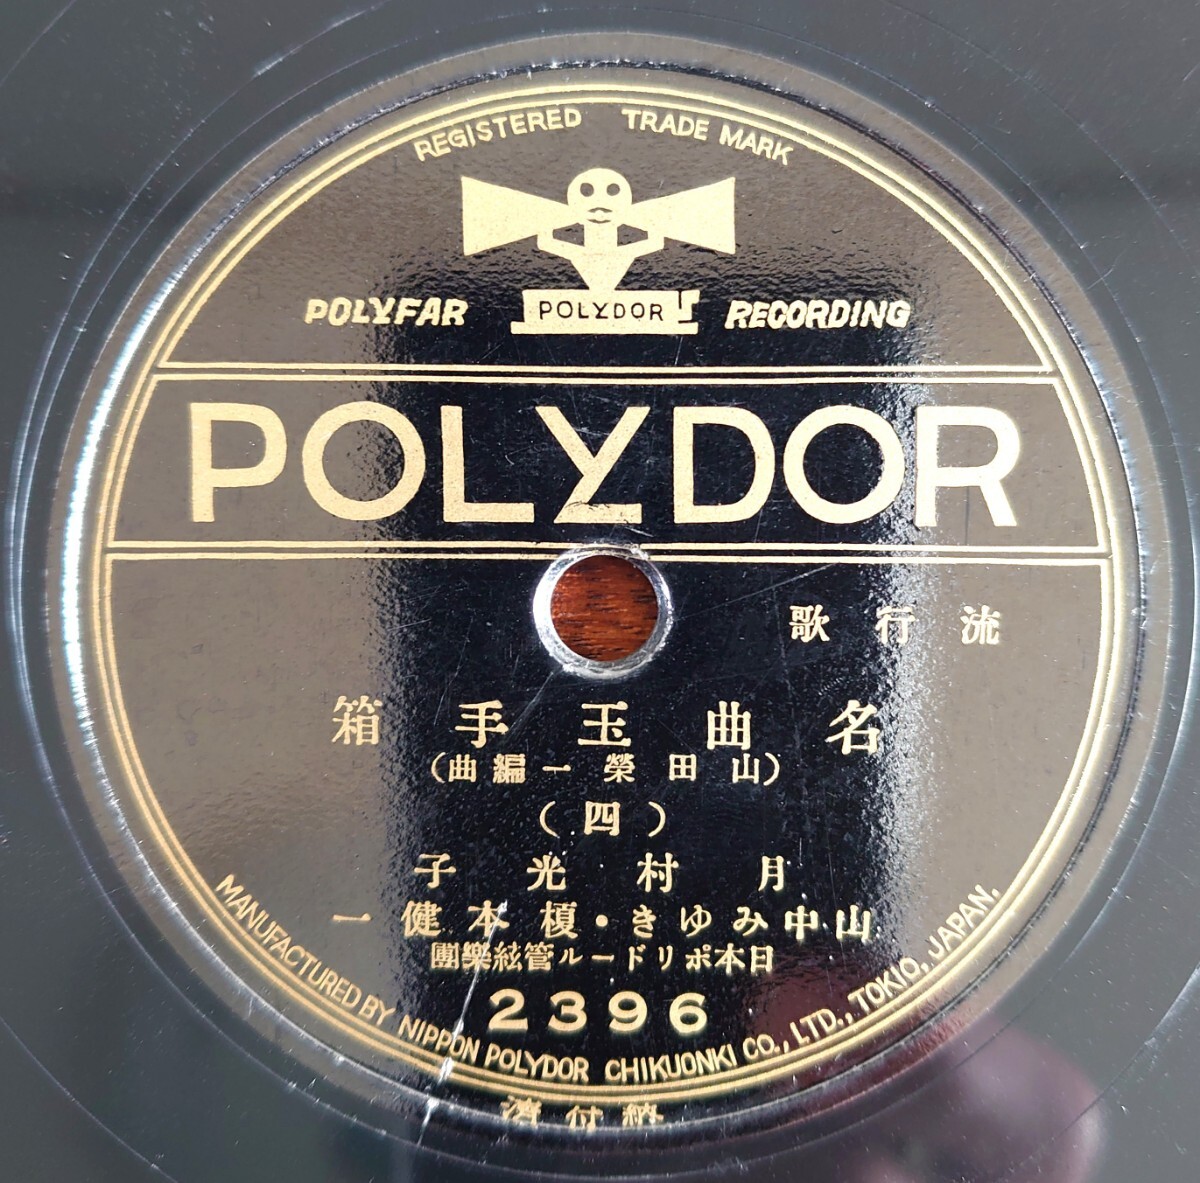 REGISTERED TRADE MARK
POLYFAR POLYDOR'S RECORDING
POLYDOR
流行歌
名曲玉手箱
(山田榮一編曲)
(四)
月村光子
山中みゆき・榎本健一
日本ポリドール管絃樂團
2396
MANUFACTURED BY NIPPON POLYDOR CHIKUONKI CO., LTD., TOKIO, JAPAN.
納付濟